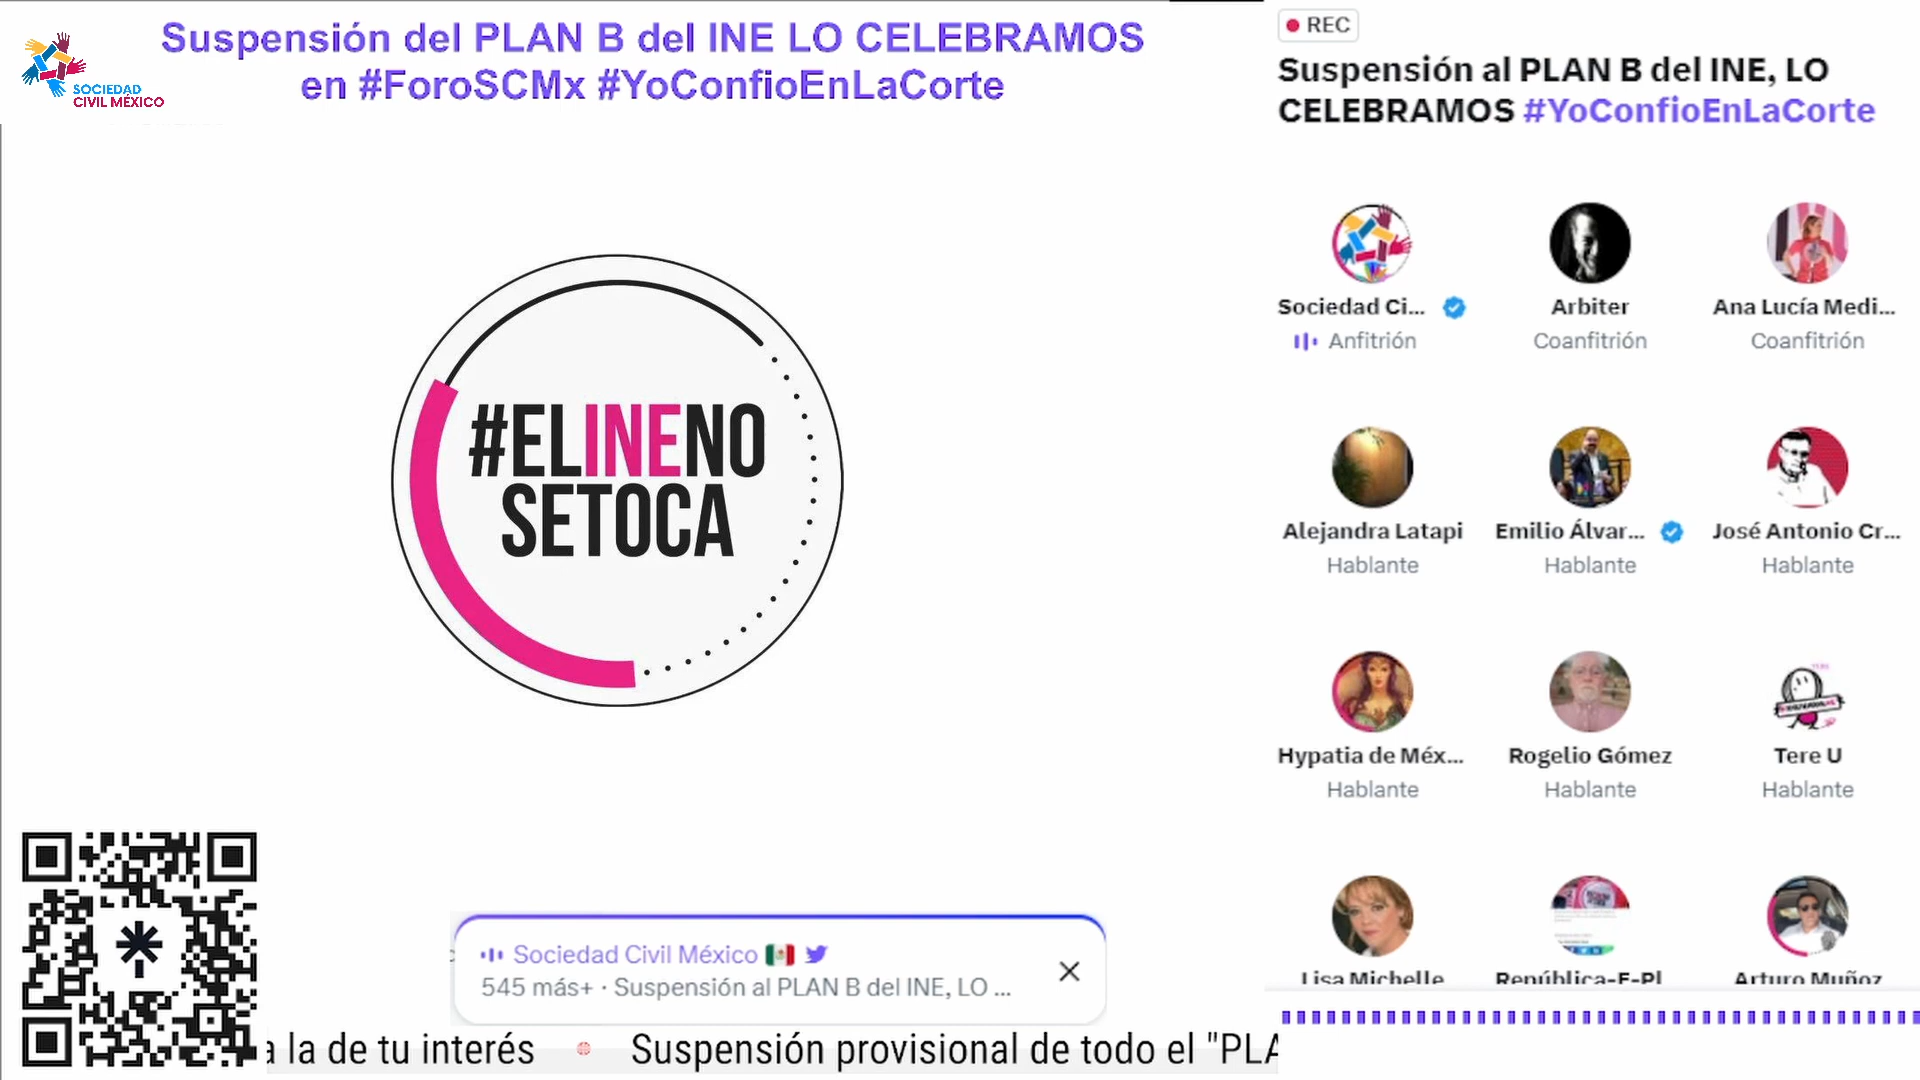 SOCIEDAD
CIVIL MÉXICO
Suspensión del PLAN B del INE LO CELEBRAMOS
en #ForoSCMx #YoConfioEnLaCorte
#ELINENO
SETOCA
Sociedad Civil México
545 más+ · Suspensión al PLAN B del INE, LO ...
a la de tu interés
Suspensión provisional de todo el "PLA
REC
Suspensión al PLAN B del INE, LO
CELEBRAMOS #YoConfioEnLaCorte
Sociedad Ci...
Anfitrión
Arbiter
Coanfitrión
Ana Lucía Medi...
Coanfitrión
Alejandra Latapi
Hablante
Emilio Álvar...
Hablante
José Antonio Cr...
Hablante
Hypatia de Méx...
Hablante
Rogelio Gómez
Hablante
Tere U
Hablante
Lisa Michelle
República-F-Pl
Arturo Muñoz